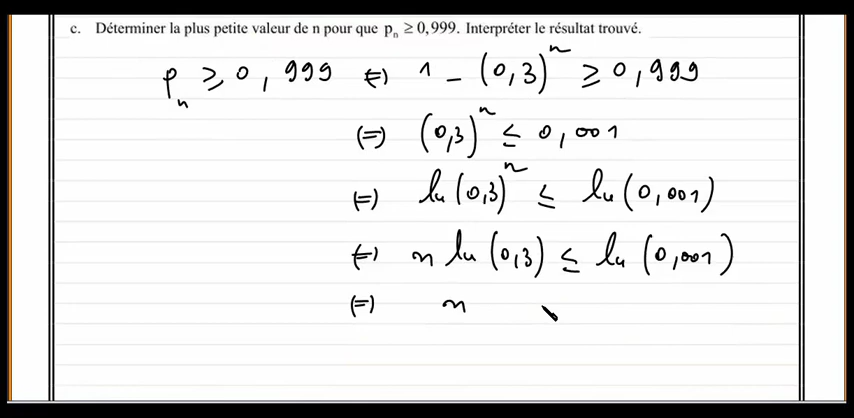 c. Déterminer la plus petite valeur de n pour que pₙ ≥ 0,999. Interpréter le résultat trouvé.
pₙ ≥ 0,999 (=) 1 - (0,3)ⁿ ≥ 0,999
(=) (0,3)ⁿ ≤ 0,001
(=) ln(0,3)ⁿ ≤ ln(0,001)
(=) n ln(0,3) ≤ ln(0,001)
(=) n